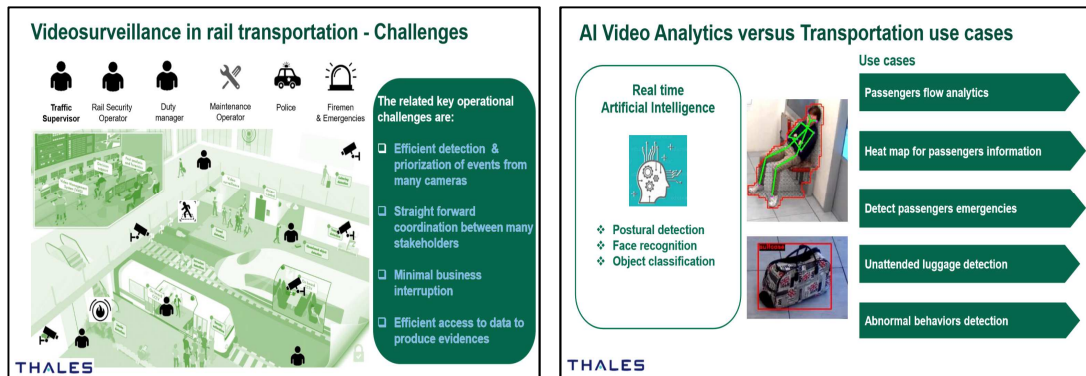 Videosurveillance in rail transportation - Challenges
Traffic
Supervisor
Rail Security
Operator
Duty
manager
Maintenance
Operator
Police
Firemen
& Emergencies
The related key operational
challenges are:
Efficient detection &
priorization of events from
many cameras
Straight forward
coordination between many
stakeholders
Minimal business
interruption
Efficient access to data to
produce evidences
THALES
AI Video Analytics versus Transportation use cases
Real time
Artificial Intelligence
Postural detection
Face recognition
Object classification
Use cases
Passengers flow analytics
Heat map for passengers information
Detect passengers emergencies
Unattended luggage detection
Abnormal behaviors detection
THALES